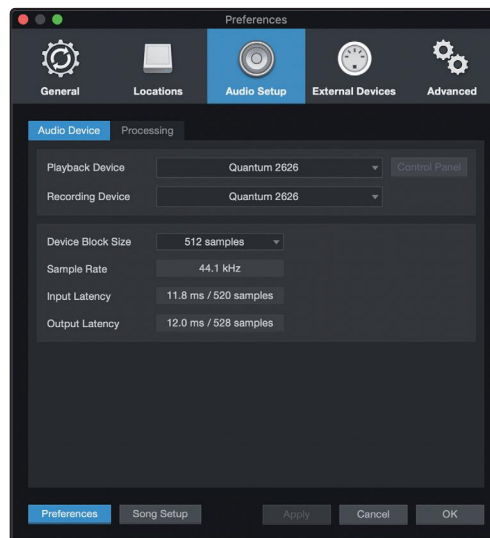 Preferences
General
Locations
Audio Setup
External Devices
Advanced
Audio Device
Processing
Playback Device
Quantum 2626
Control Panel
Recording Device
Quantum 2626
Device Block Size
512 samples
Sample Rate
44.1 kHz
Input Latency
11.8 ms / 520 samples
Output Latency
12.0 ms / 528 samples
Preferences
Song Setup
Apply
Cancel
OK